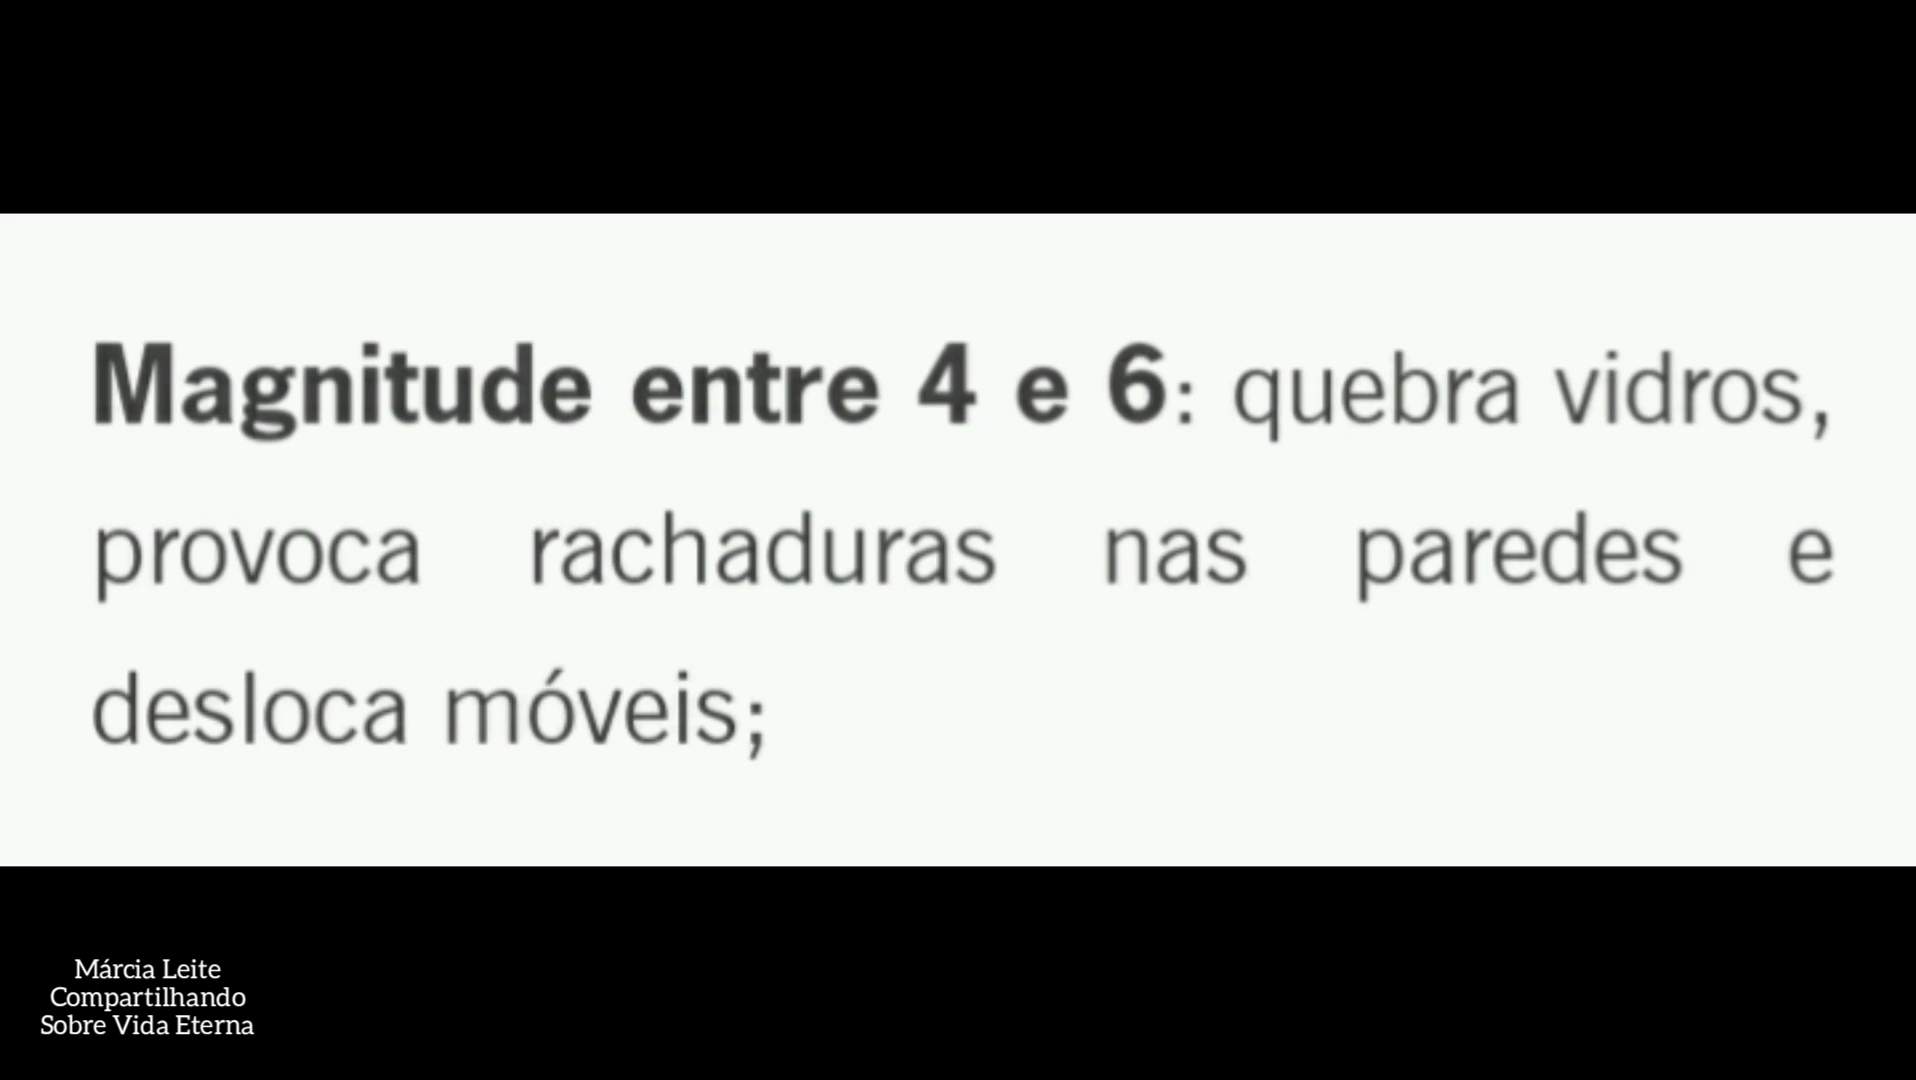 Magnitude entre 4 e 6: quebra vidros,
provoca rachaduras nas paredes e
desloca móveis;
Márcia Leite
Compartilhando
Sobre Vida Eterna